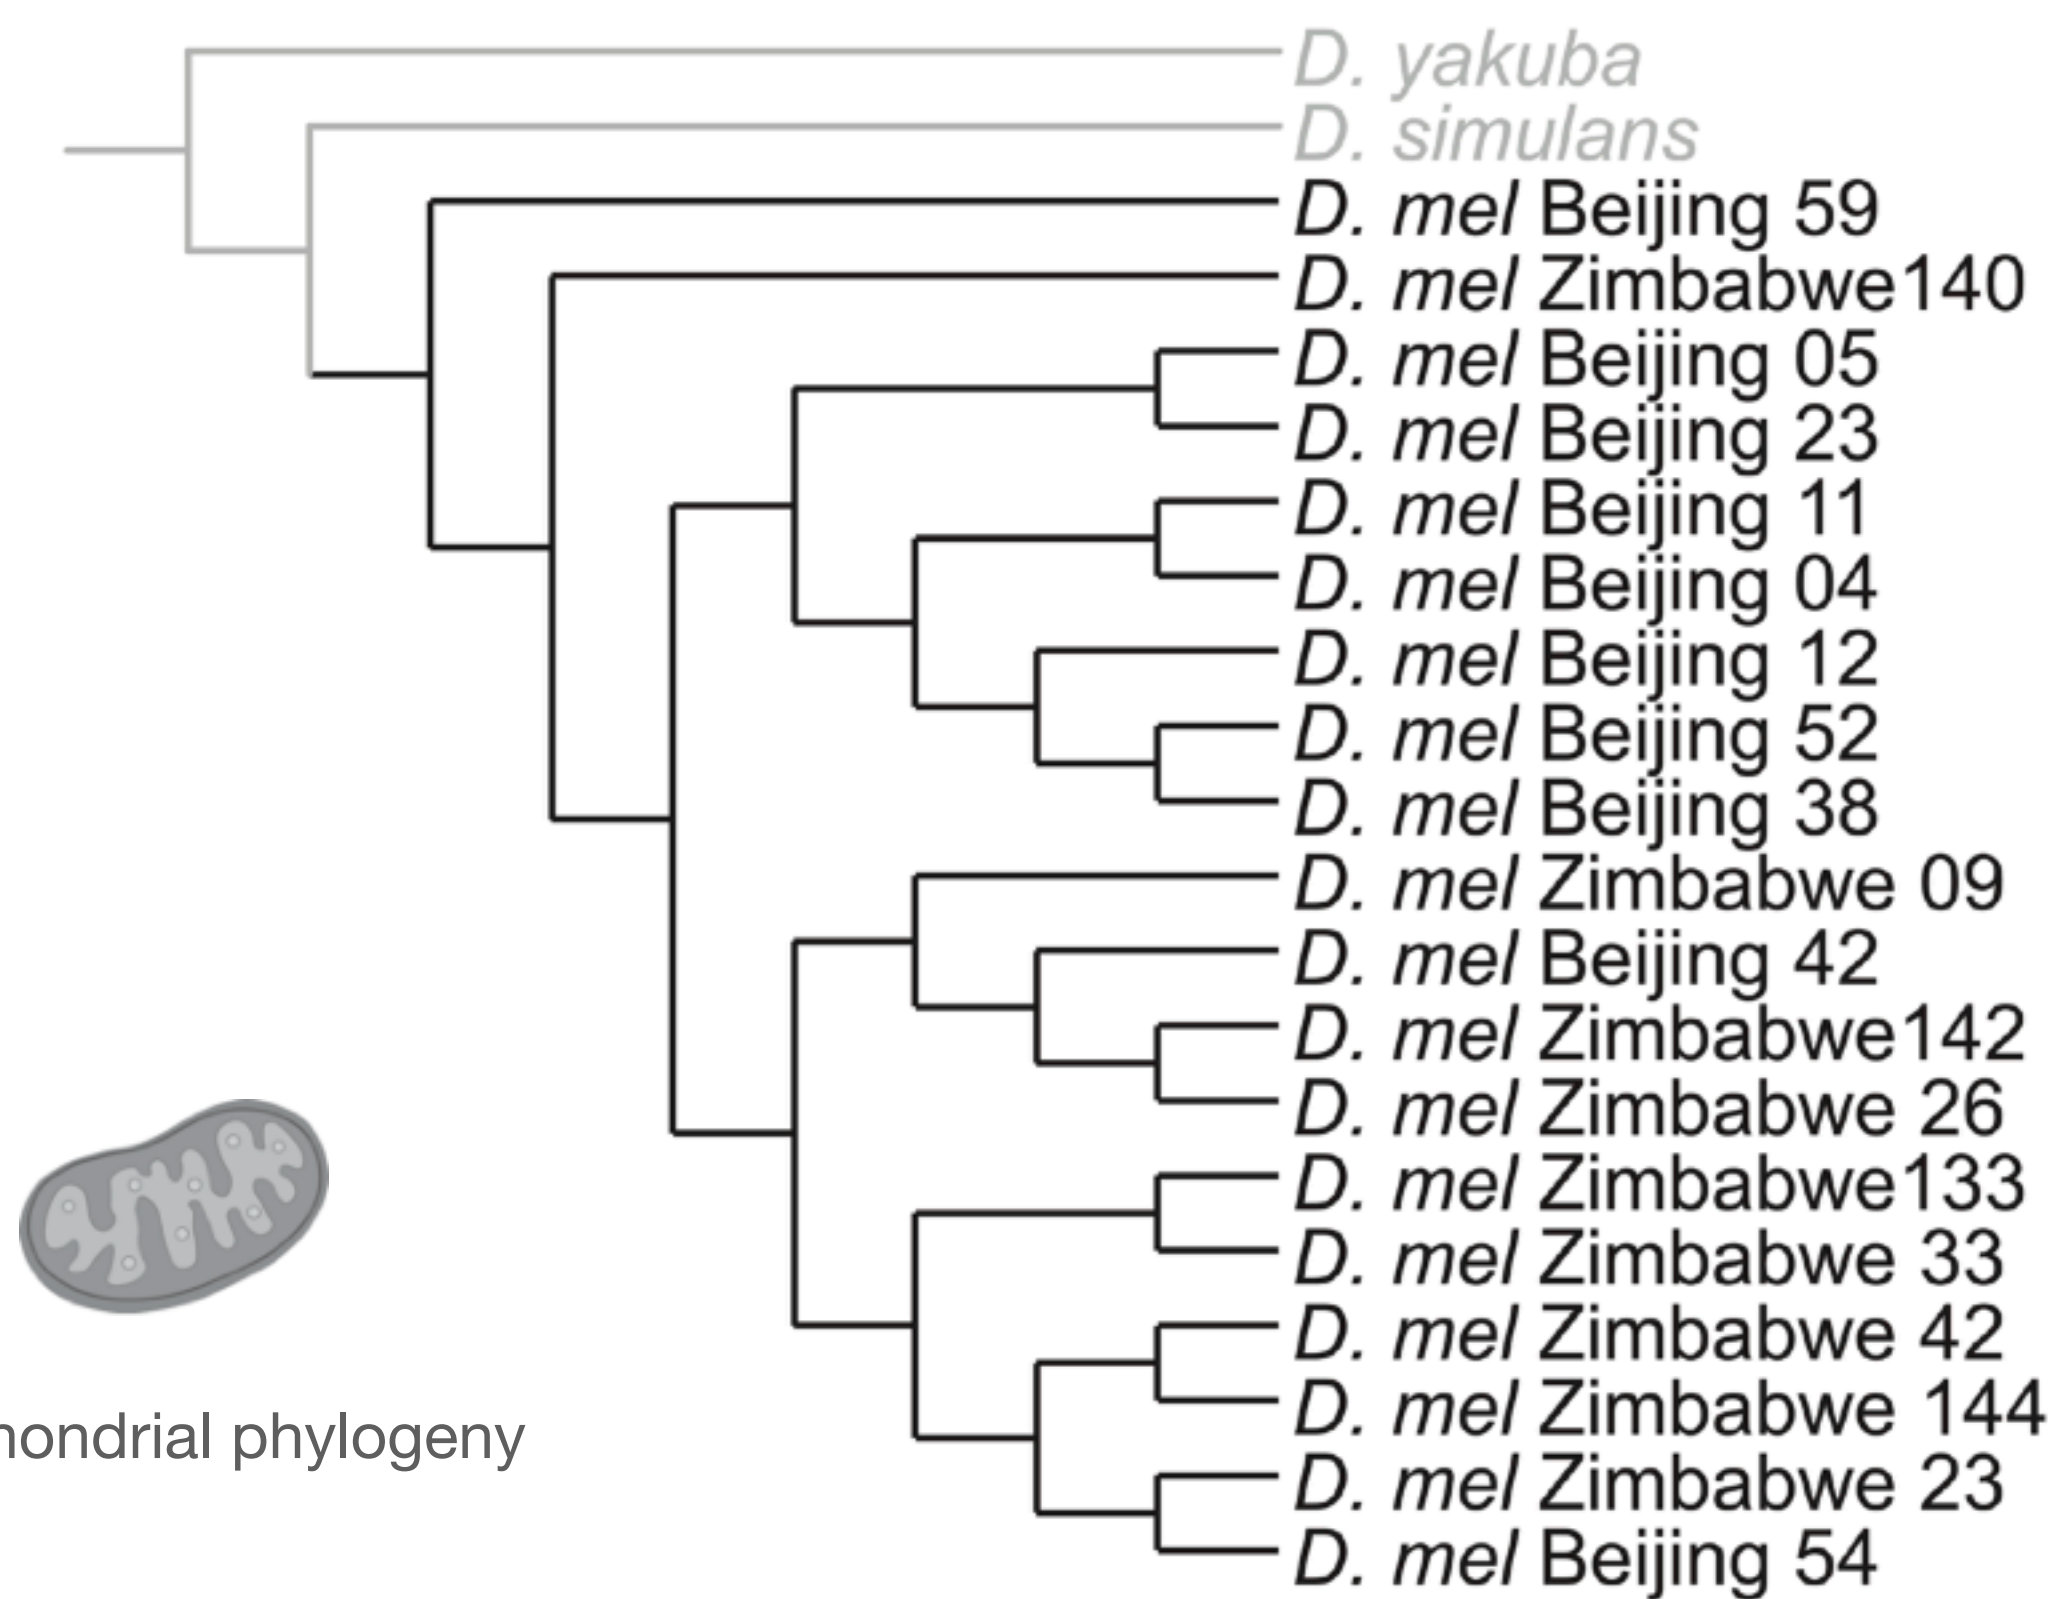 D. yakuba
D. simulans
D. mel Beijing 59
D. mel Zimbabwe140
D. mel Beijing 05
D. mel Beijing 23
D. mel Beijing 11
D. mel Beijing 04
D. mel Beijing 12
D. mel Beijing 52
D. mel Beijing 38
D. mel Zimbabwe 09
D. mel Beijing 42
D. mel Zimbabwe142
D. mel Zimbabwe 26
D. mel Zimbabwe133
D. mel Zimbabwe 33
D. mel Zimbabwe 42
D. mel Zimbabwe 144
D. mel Zimbabwe 23
D. mel Beijing 54
phylogeny